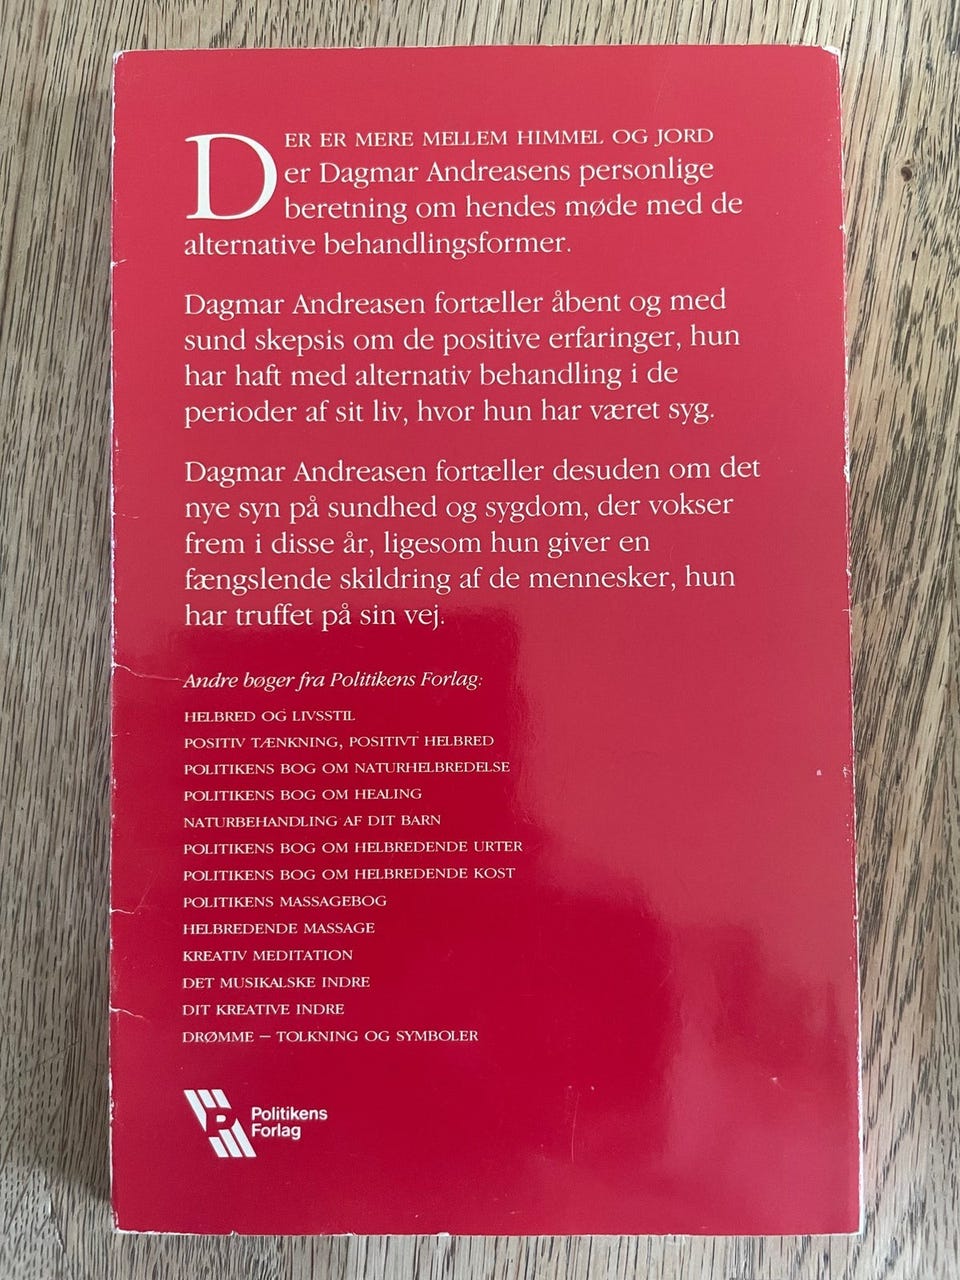 DER ER MERE MELLEM HIMMEL OG JORD
er Dagmar Andreasens personlige
beretning om hendes møde med de
alternative behandlingsformer.
Dagmar Andreasen fortæller åbent og med
sund skepsis om de positive erfaringer, hun
har haft med alternativ behandling i de
perioder af sit liv, hvor hun har været syg.
Dagmar Andreasen fortæller desuden om det
nye syn på sundhed og sygdom, der vokser
frem i disse år, ligesom hun giver en
fængslende skildring af de mennesker, hun
har truffet på sin vej.
Andre bøger fra Politikens Forlag:
HELBRED OG LIVSSTIL
POSITIV TÆNKNING, POSITIVT HELBRED
POLITIKENS BOG OM NATURHELBREDELSE
POLITIKENS BOG OM HEALING
NATURBEHANDLING AF DIT BARN
POLITIKENS BOG OM HELBREDENDE URTER
POLITIKENS BOG OM HELBREDENDE KOST
POLITIKENS MASSAGEBOG
HELBREDENDE MASSAGE
KREATIV MEDITATION
DET MUSIKALSKE INDRE
DIT KREATIVE INDRE
DRØMME – TOLKNING OG SYMBOLER
P
Politikens
Forlag